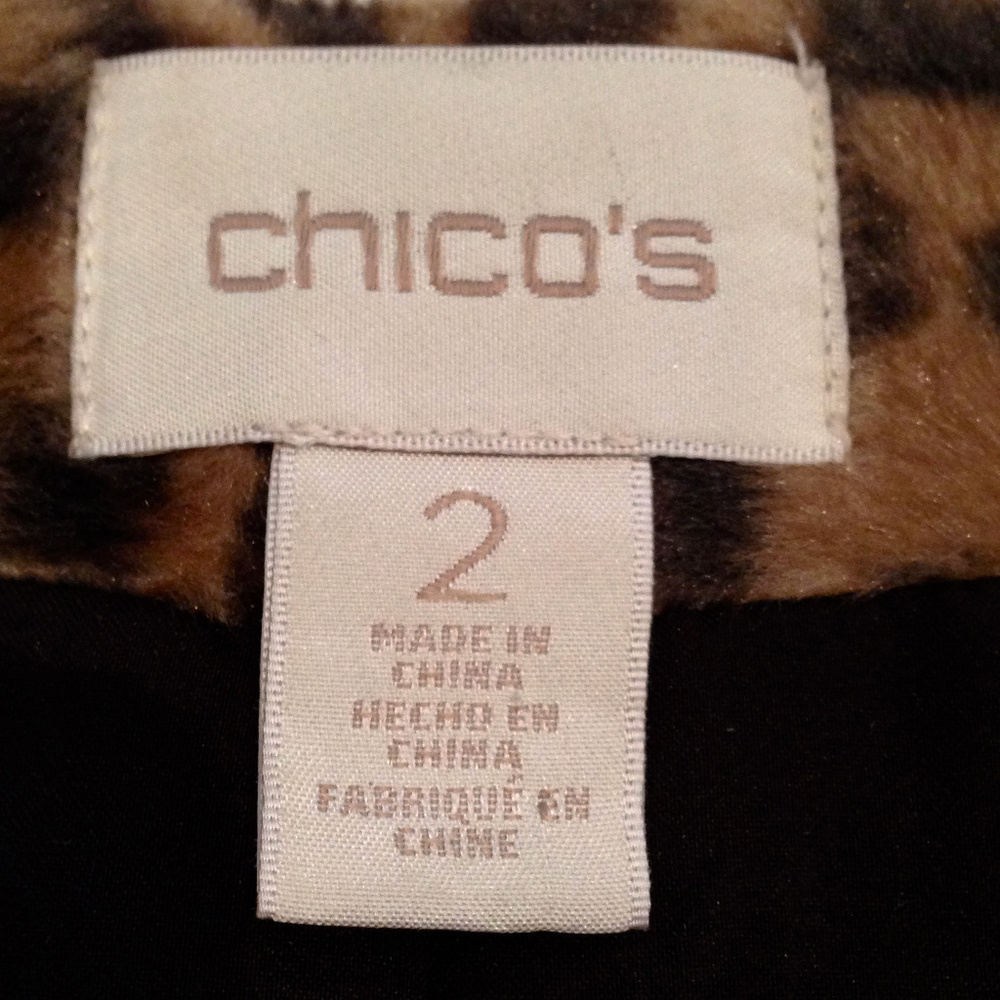 chico's
2
MADE IN
CHINA
HECHO EN
CHINA
FABRIQUÉ EN
CHINE